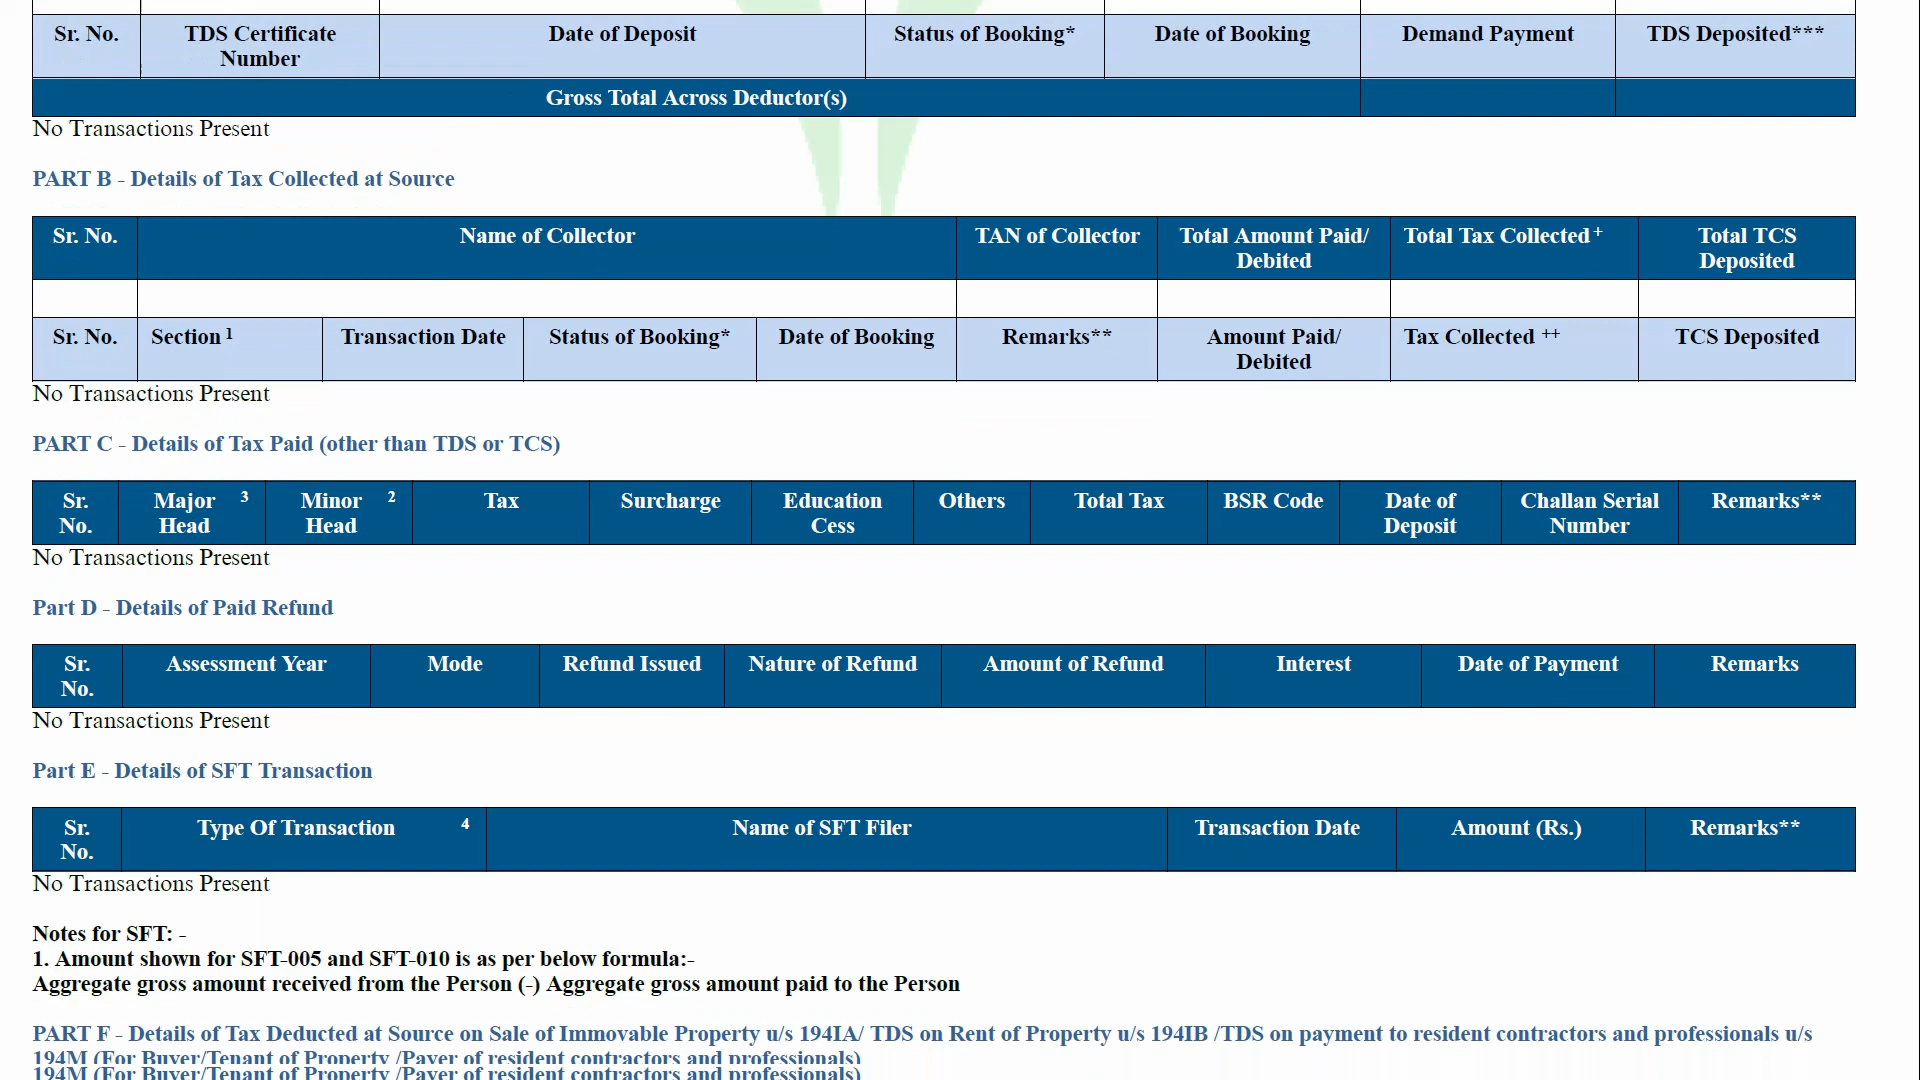 Sr. No. TDS Certificate Date of Deposit Status of Booking* Date of Booking Demand Payment TDS Deposited***
Number
Gross Total Across Deductor(s)
No Transactions Present
PART B - Details of Tax Collected at Source
Sr. No. Name of Collector TAN of Collector Total Amount Paid/ Total Tax Collected + Total TCS
Debited Deposited
Sr. No. Section 1 Transaction Date Status of Booking* Date of Booking Remarks** Amount Paid/ Tax Collected ++ TCS Deposited
Debited
No Transactions Present
PART C - Details of Tax Paid (other than TDS or TCS)
Sr. Major 3 Minor 2 Tax Surcharge Education Others Total Tax BSR Code Date of Challan Serial Remarks**
No. Head Head Cess Deposit Number
No Transactions Present
Part D - Details of Paid Refund
Sr. Assessment Year Mode Refund Issued Nature of Refund Amount of Refund Interest Date of Payment Remarks
No.
No Transactions Present
Part E - Details of SFT Transaction
Sr. Type Of Transaction 4 Name of SFT Filer Transaction Date Amount (Rs.) Remarks**
No.
No Transactions Present
Notes for SFT: -
1. Amount shown for SFT-005 and SFT-010 is as per below formula:-
Aggregate gross amount received from the Person (-) Aggregate gross amount paid to the Person
PART F - Details of Tax Deducted at Source on Sale of Immovable Property u/s 194IA/ TDS on Rent of Property u/s 194IB /TDS on payment to resident contractors and professionals u/s
194M (For Buyer/Tenant of Property /Payer of resident contractors and professionals)
194M (For Buyer/Tenant of Property /Payer of resident contractors and professionals)